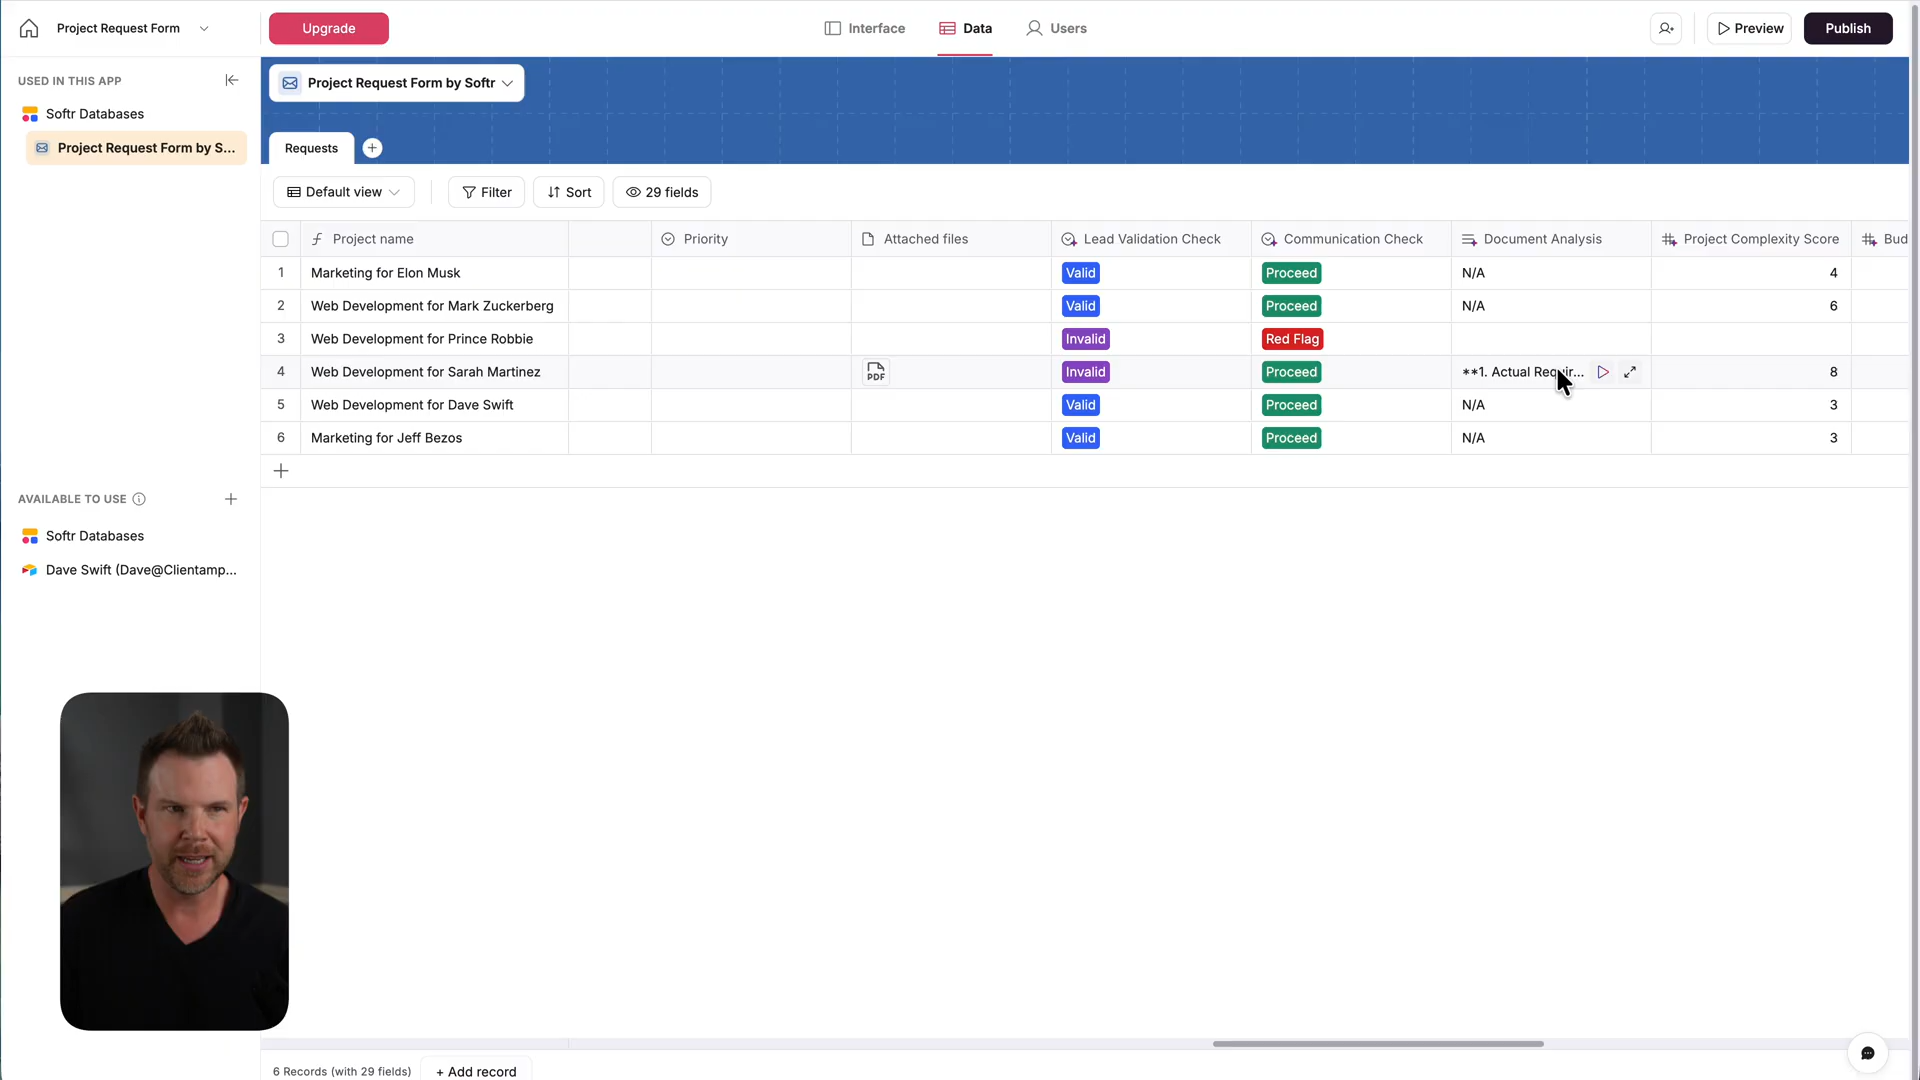 Project Request Form
Upgrade
Interface
Data
Users
Preview
Publish
USED IN THIS APP
Softr Databases
Project Request Form by S...
Project Request Form by Softr
Requests
Default view
Filter
Sort
29 fields
Project name
Priority
Attached files
Lead Validation Check
Communication Check
Document Analysis
Project Complexity Score
Bud
1 Marketing for Elon Musk Valid Proceed N/A 4
2 Web Development for Mark Zuckerberg Valid Proceed N/A 6
3 Web Development for Prince Robbie Invalid Red Flag
4 Web Development for Sarah Martinez PDF Invalid Proceed **1. Actual Requir... 8
5 Web Development for Dave Swift Valid Proceed N/A 3
6 Marketing for Jeff Bezos Valid Proceed N/A 3
AVAILABLE TO USE
Softr Databases
Dave Swift (Dave@Clientamp...
6 Records (with 29 fields)
+ Add record